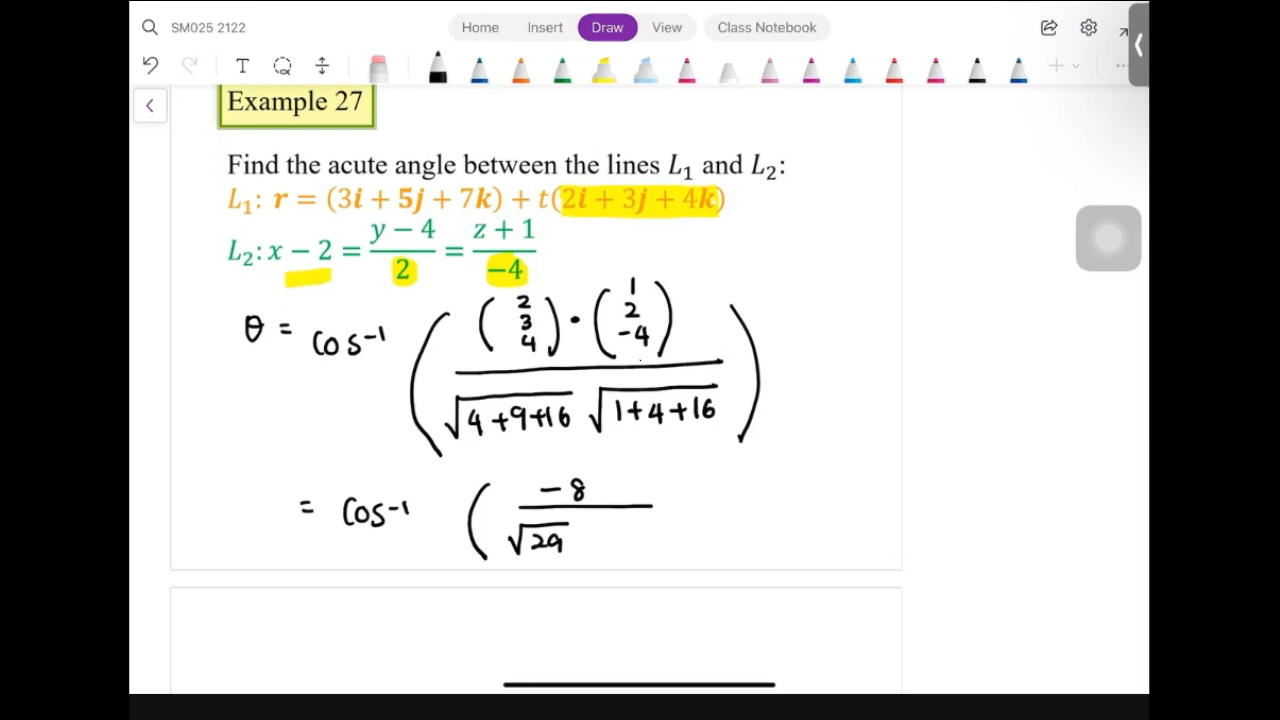 SM025 2122
Home Insert Draw View Class Notebook
T
Example 27
Find the acute angle between the lines L₁ and L₂:
L₁: r = (3i + 5j + 7k) + t(2i + 3j + 4k)
L₂: x − 2 = (y − 4)/2 = (z + 1)/−4
θ = cos⁻¹ ( (2 3 4) · (1 2 −4) / √(4+9+16) √(1+4+16) )
= cos⁻¹ ( −8 / √29